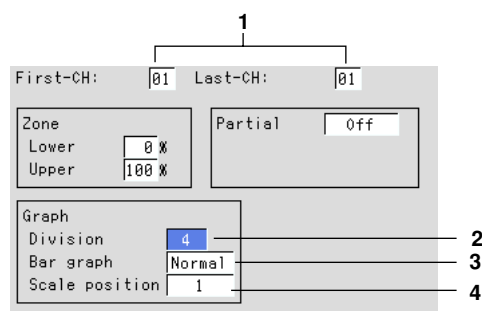 1
First-CH: 01 Last-CH: 01
Zone
Lower 0 %
Upper 100 %
Partial Off
Graph
Division 4 2
Bar graph Normal 3
Scale position 1 4